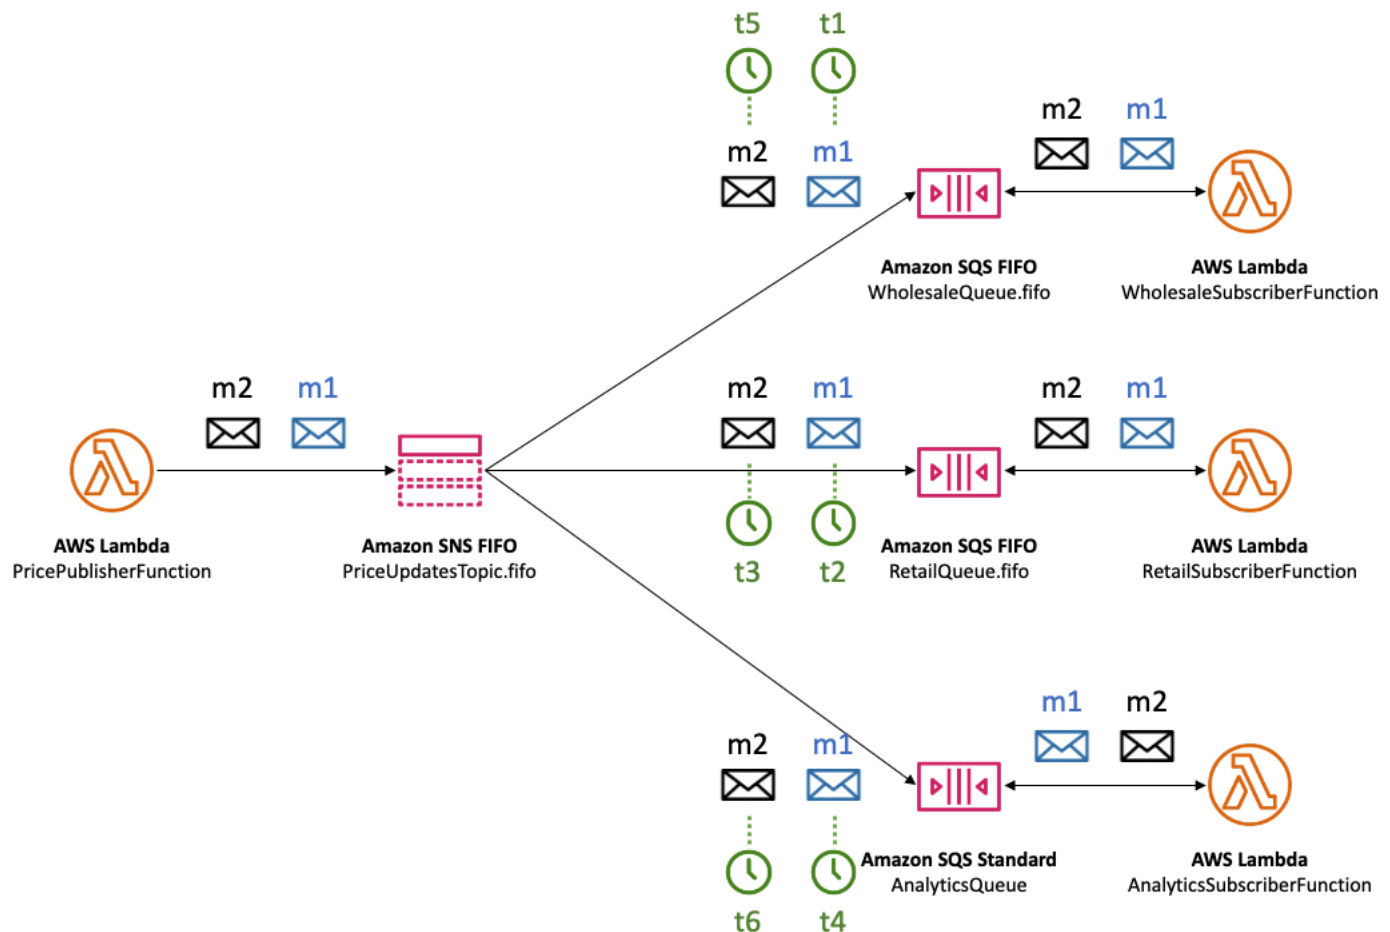 t5 t1
m2 m1
m2 m1
Amazon SQS FIFO
WholesaleQueue.fifo
AWS Lambda
WholesaleSubscriberFunction
m2 m1
m2 m1
m2 m1
AWS Lambda
PricePublisherFunction
Amazon SNS FIFO
PriceUpdatesTopic.fifo
t3 t2
Amazon SQS FIFO
RetailQueue.fifo
AWS Lambda
RetailSubscriberFunction
m1 m2
m2 m1
Amazon SQS Standard
AnalyticsQueue
AWS Lambda
AnalyticsSubscriberFunction
t6 t4